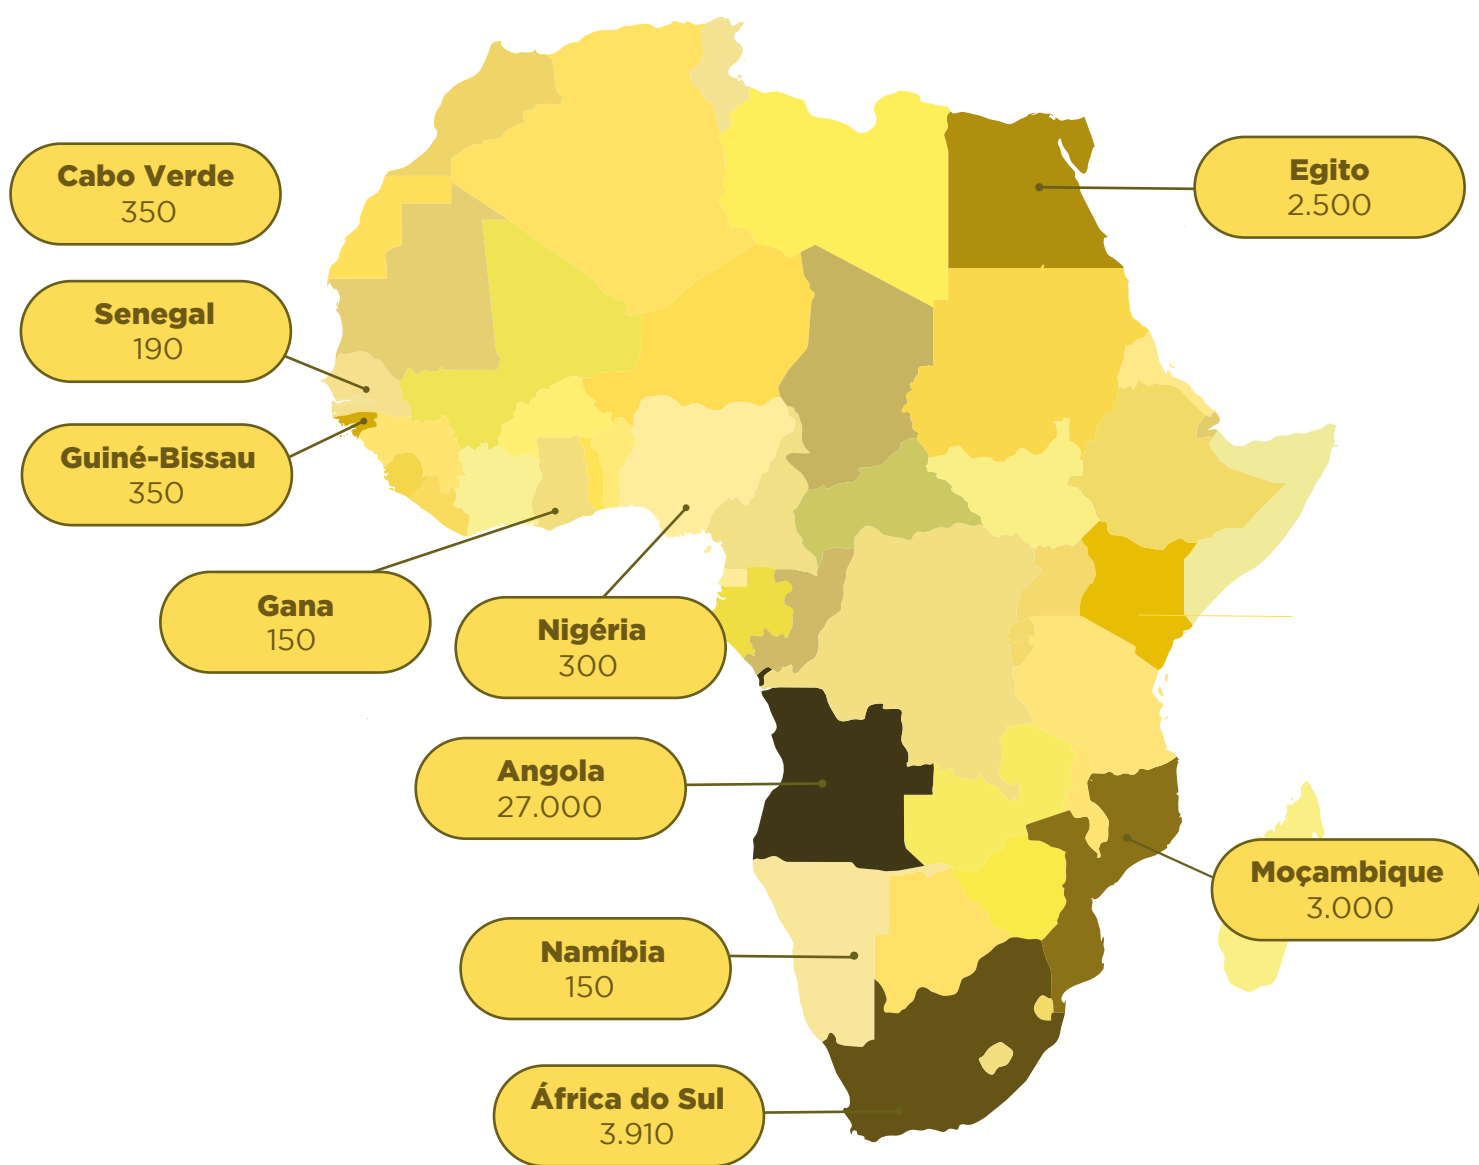 Cabo Verde
350
Egito
2.500
Senegal
190
Guiné-Bissau
350
Gana
150
Nigéria
300
Angola
27.000
Moçambique
3.000
Namíbia
150
África do Sul
3.910